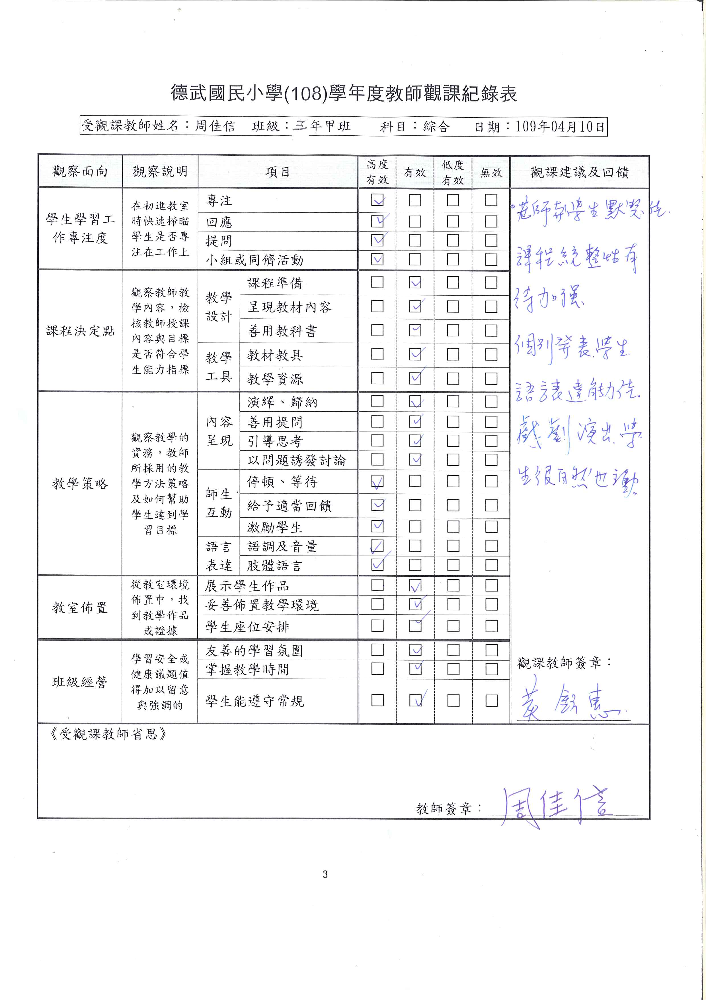 德武國民小學(108)學年度教師觀課紀錄表
受觀課教師姓名：周佳信 班級：三年甲班 科目：綜合 日期：109年04月10日
觀察面向 觀察說明 項目 高度有效 有效 低度有效 無效 觀課建議及回饋
學生學習工
作專注度
在初進教室
時快速掃瞄
學生是否專
注在工作上
專注 ☑ □ □ □
回應 ☑ □ □ □
提問 ☑ □ □ □
小組或同儕活動 ☑ □ □ □
課程決定點
觀察教師教
學內容，檢
核教師授課
內容與目標
是否符合學
生能力指標
教學
設計
課程準備 □ ☑ □ □
呈現教材內容 □ ☑ □ □
善用教科書 □ ☑ □ □
教學
工具
教材教具 □ ☑ □ □
教學資源 □ ☑ □ □
教學策略
觀察教學的
實務，教師
所採用的教
學方法策略
及如何幫助
學生達到學
習目標
內容
呈現
演繹、歸納 □ ☑ □ □
善用提問 □ ☑ □ □
引導思考 □ ☑ □ □
以問題誘發討論 □ ☑ □ □
師生
互動
停頓、等待 ☑ □ □ □
給予適當回饋 ☑ □ □ □
激勵學生 ☑ □ □ □
語言
表達
語調及音量 ☑ □ □ □
肢體語言 ☑ □ □ □
教室佈置
從教室環境
佈置中，找
到教學作品
或證據
展示學生作品 □ ☑ □ □
妥善佈置教學環境 □ ☑ □ □
學生座位安排 □ ☑ □ □
班級經營
學習安全或
健康議題值
得加以留意
與強調的
友善的學習氛圍 □ ☑ □ □
掌握教學時間 □ ☑ □ □
學生能遵守常規 □ ☑ □ □
老師與學生默契佳.
課程統整性有
待加強.
個別發表.學生
語言表達能力佳.
戲劇演出.學
生很自然也主動。
觀課教師簽章：
黃 惠
《受觀課教師省思》
教師簽章：周佳信
3